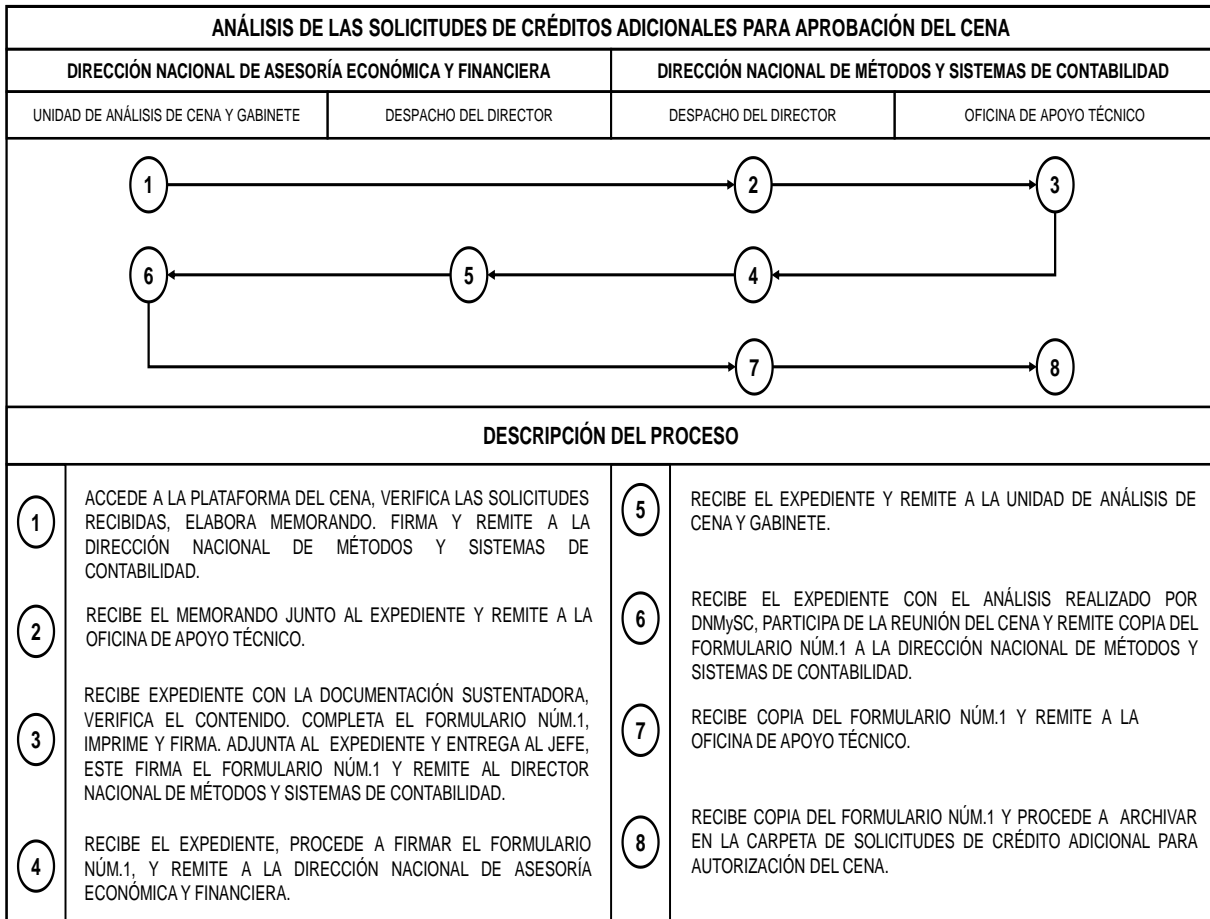 ANÁLISIS DE LAS SOLICITUDES DE CRÉDITOS ADICIONALES PARA APROBACIÓN DEL CENA
DIRECCIÓN NACIONAL DE ASESORÍA ECONÓMICA Y FINANCIERA
DIRECCIÓN NACIONAL DE MÉTODOS Y SISTEMAS DE CONTABILIDAD
UNIDAD DE ANÁLISIS DE CENA Y GABINETE
DESPACHO DEL DIRECTOR
DESPACHO DEL DIRECTOR
OFICINA DE APOYO TÉCNICO
1
2
3
6
5
4
7
8
DESCRIPCIÓN DEL PROCESO
1
ACCEDE A LA PLATAFORMA DEL CENA, VERIFICA LAS SOLICITUDES
RECIBIDAS, ELABORA MEMORANDO. FIRMA Y REMITE A LA
DIRECCIÓN NACIONAL DE MÉTODOS Y SISTEMAS DE
CONTABILIDAD.
2
RECIBE EL MEMORANDO JUNTO AL EXPEDIENTE Y REMITE A LA
OFICINA DE APOYO TÉCNICO.
3
RECIBE EXPEDIENTE CON LA DOCUMENTACIÓN SUSTENTADORA,
VERIFICA EL CONTENIDO. COMPLETA EL FORMULARIO NÚM.1,
IMPRIME Y FIRMA. ADJUNTA AL EXPEDIENTE Y ENTREGA AL JEFE,
ESTE FIRMA EL FORMULARIO NÚM.1 Y REMITE AL DIRECTOR
NACIONAL DE MÉTODOS Y SISTEMAS DE CONTABILIDAD.
4
RECIBE EL EXPEDIENTE, PROCEDE A FIRMAR EL FORMULARIO
NÚM.1, Y REMITE A LA DIRECCIÓN NACIONAL DE ASESORÍA
ECONÓMICA Y FINANCIERA.
5
RECIBE EL EXPEDIENTE Y REMITE A LA UNIDAD DE ANÁLISIS DE
CENA Y GABINETE.
6
RECIBE EL EXPEDIENTE CON EL ANÁLISIS REALIZADO POR
DNMySC, PARTICIPA DE LA REUNIÓN DEL CENA Y REMITE COPIA DEL
FORMULARIO NÚM.1 A LA DIRECCIÓN NACIONAL DE MÉTODOS Y
SISTEMAS DE CONTABILIDAD.
7
RECIBE COPIA DEL FORMULARIO NÚM.1 Y REMITE A LA
OFICINA DE APOYO TÉCNICO.
8
RECIBE COPIA DEL FORMULARIO NÚM.1 Y PROCEDE A ARCHIVAR
EN LA CARPETA DE SOLICITUDES DE CRÉDITO ADICIONAL PARA
AUTORIZACIÓN DEL CENA.